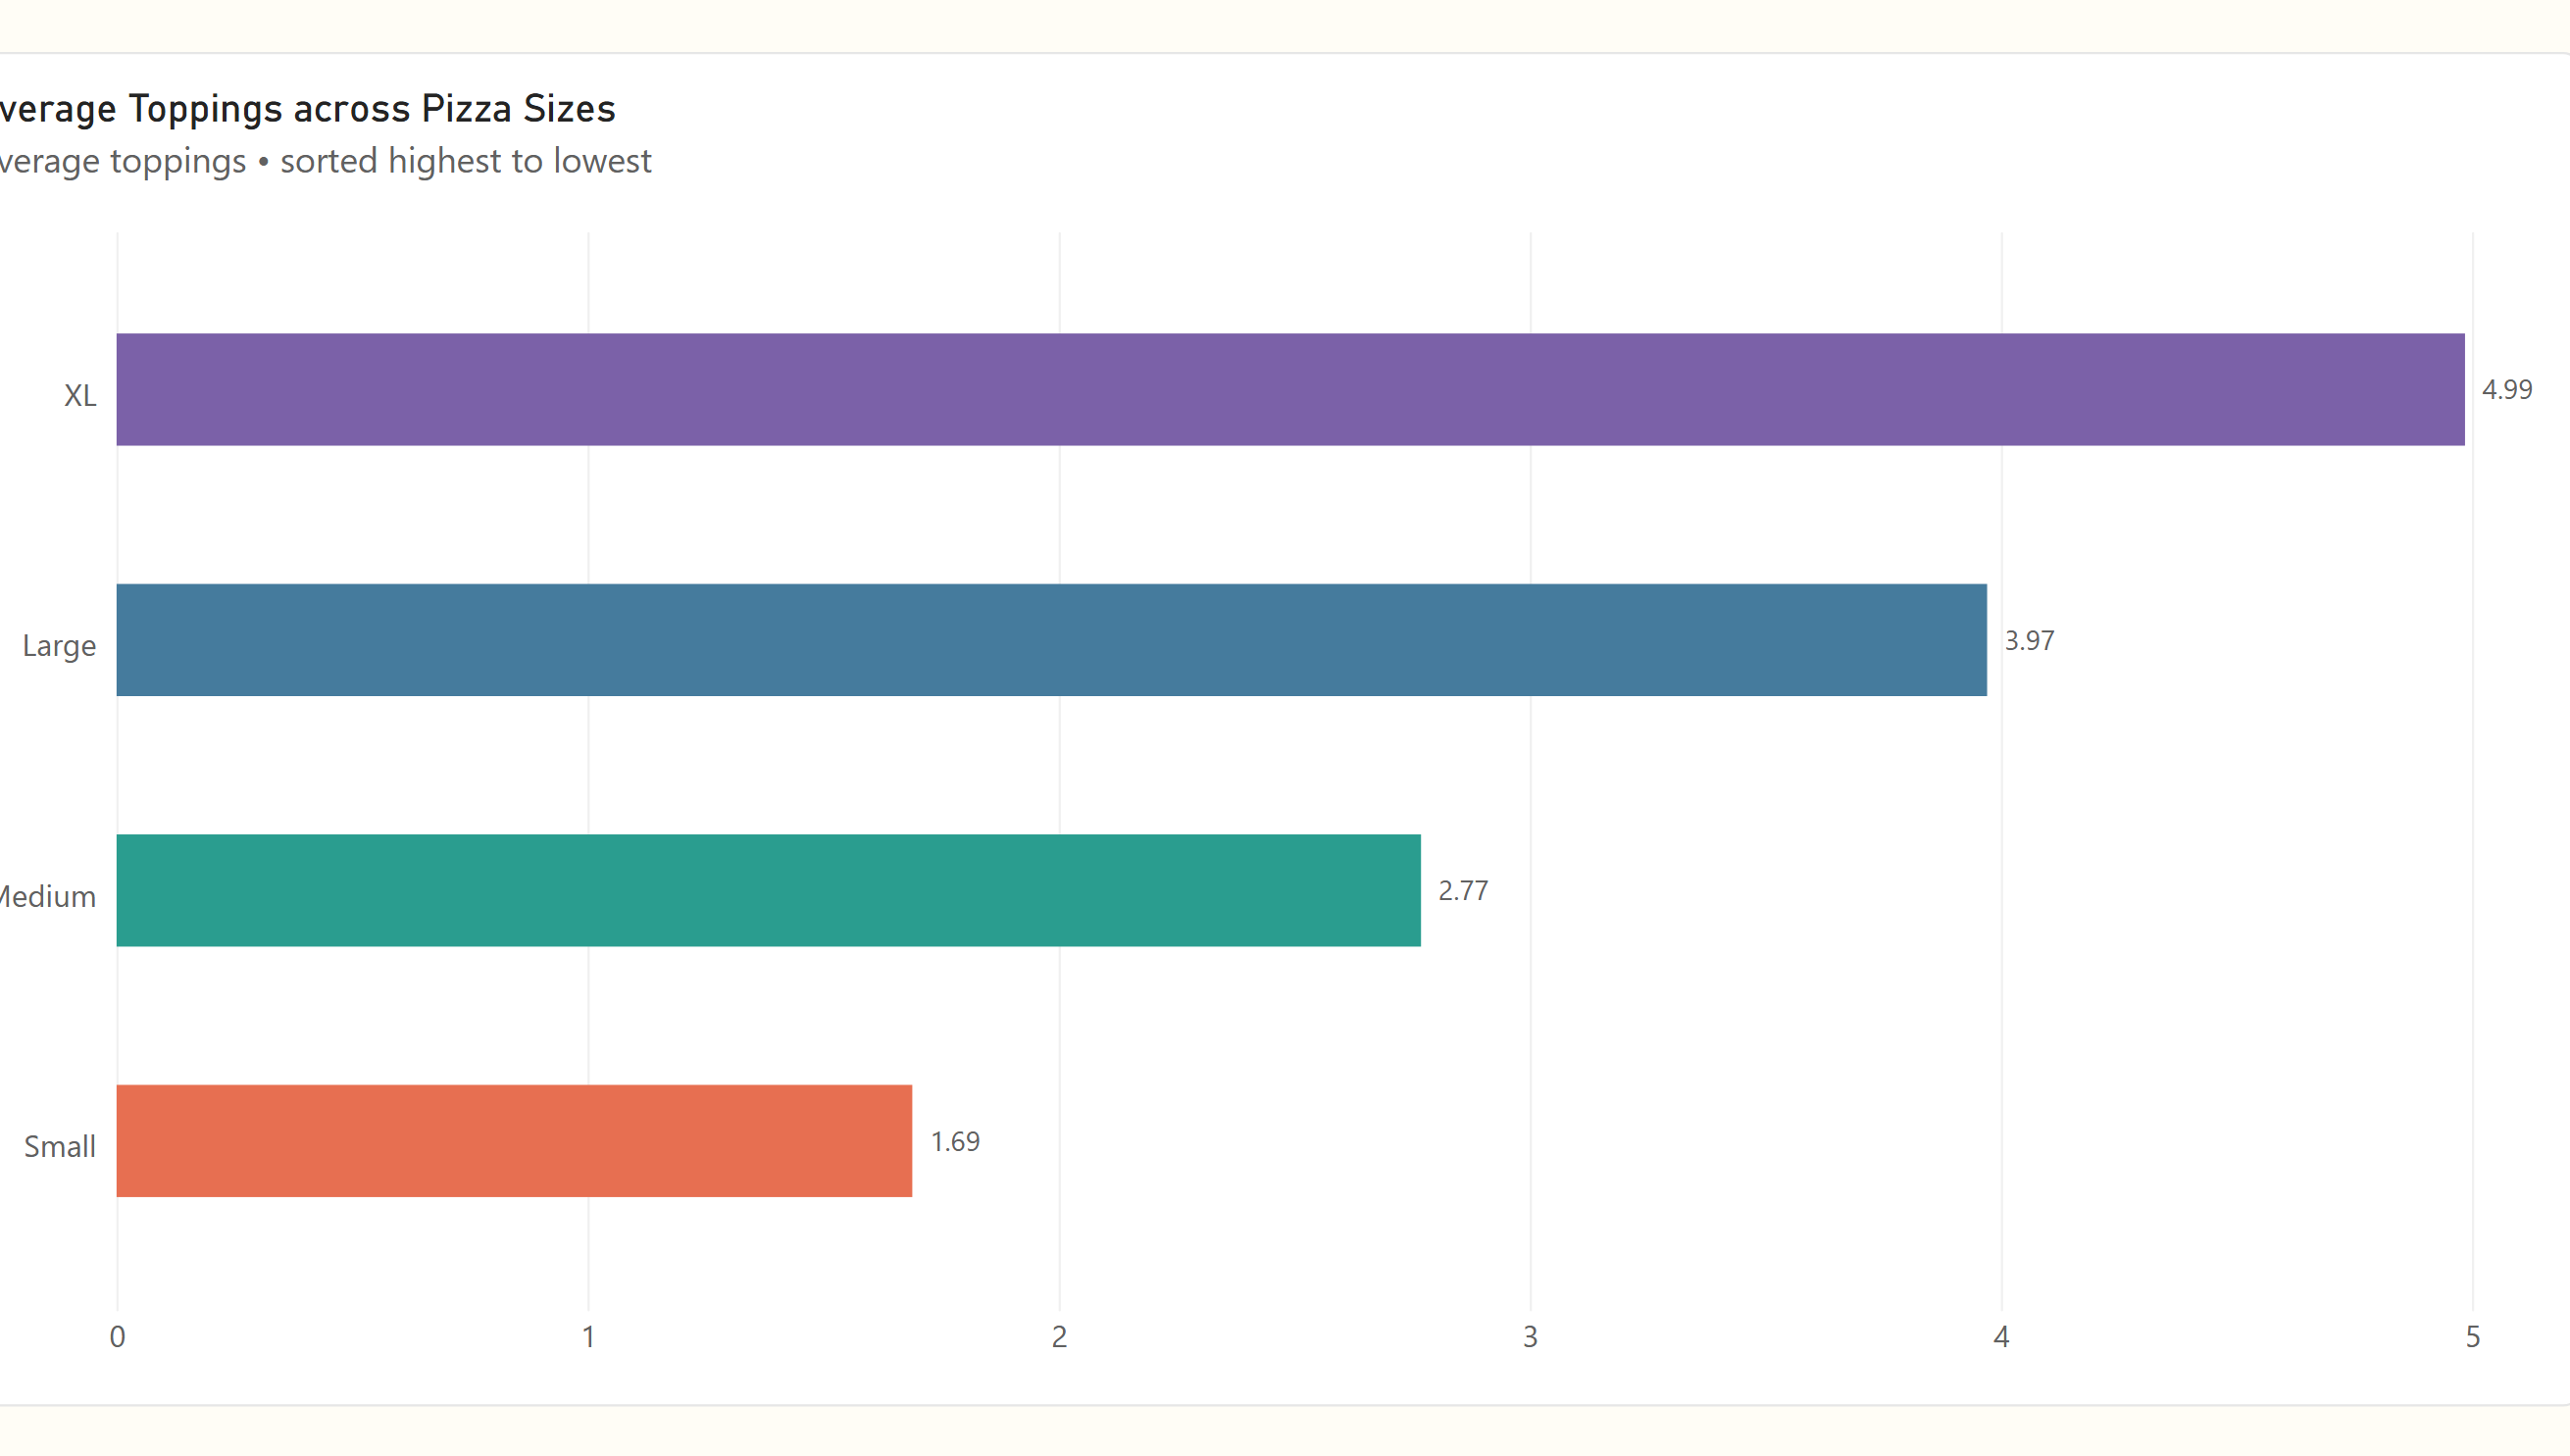 verage Toppings across Pizza Sizes
verage toppings • sorted highest to lowest
XL
4.99
Large
3.97
Medium
2.77
Small
1.69
0 1 2 3 4 5